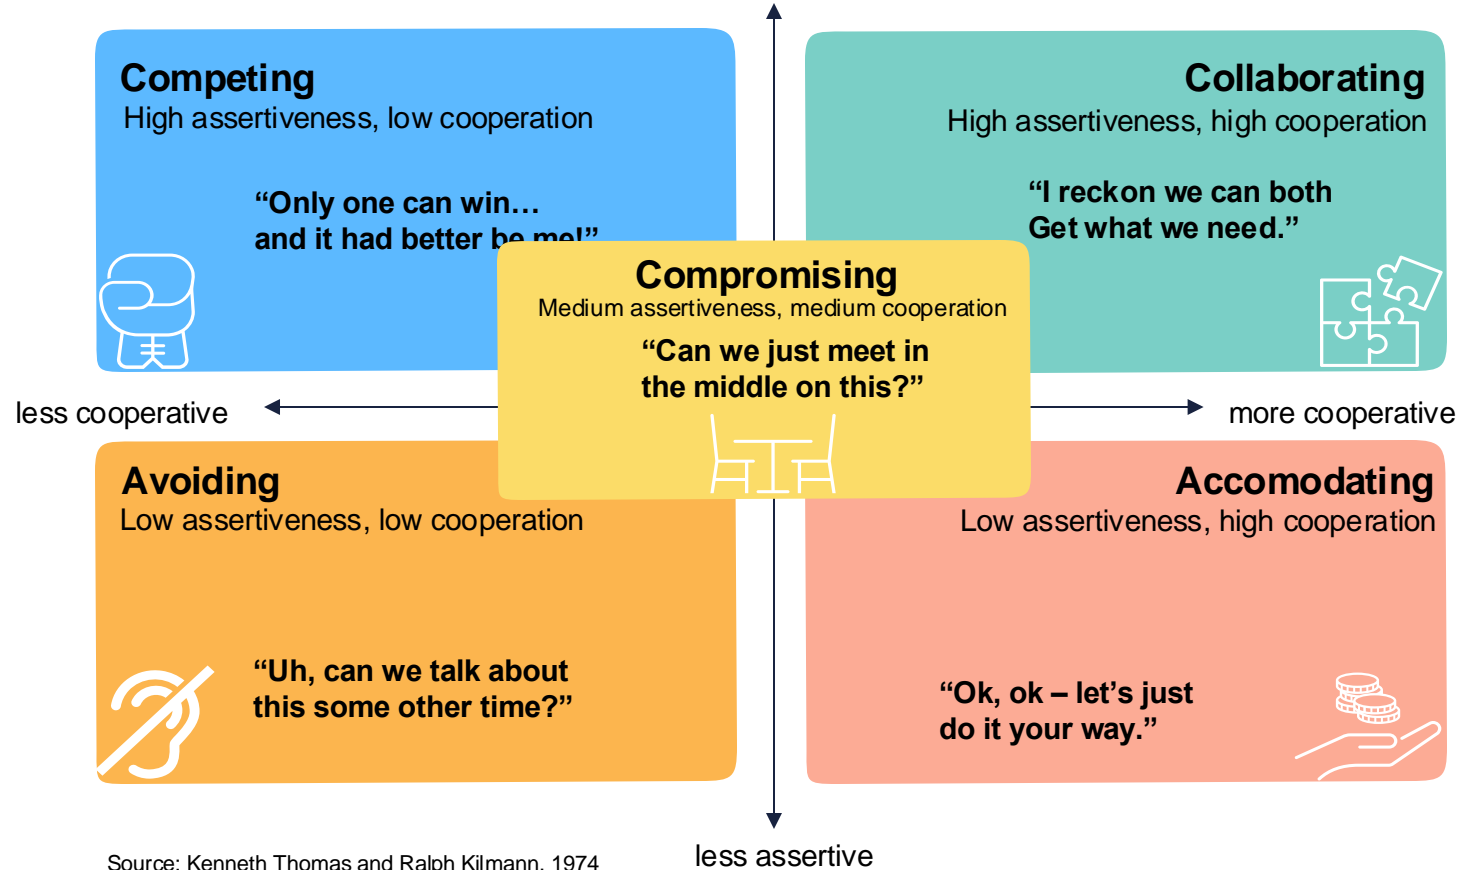 Competing
High assertiveness, low cooperation
“Only one can win…
and it had better be me!”
Collaborating
High assertiveness, high cooperation
“I reckon we can both
Get what we need.”
Compromising
Medium assertiveness, medium cooperation
“Can we just meet in
the middle on this?”
less cooperative
more cooperative
Avoiding
Low assertiveness, low cooperation
“Uh, can we talk about
this some other time?”
Accomodating
Low assertiveness, high cooperation
“Ok, ok – let’s just
do it your way.”
less assertive
Source: Kenneth Thomas and Ralph Kilmann, 1974